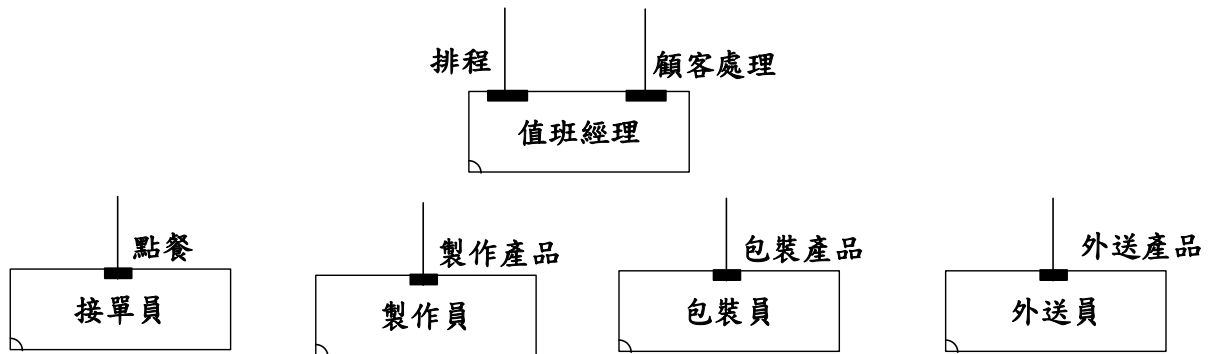 排程
顧客處理
值班經理
點餐
製作產品
包裝產品
外送產品
接單員
製作員
包裝員
外送員